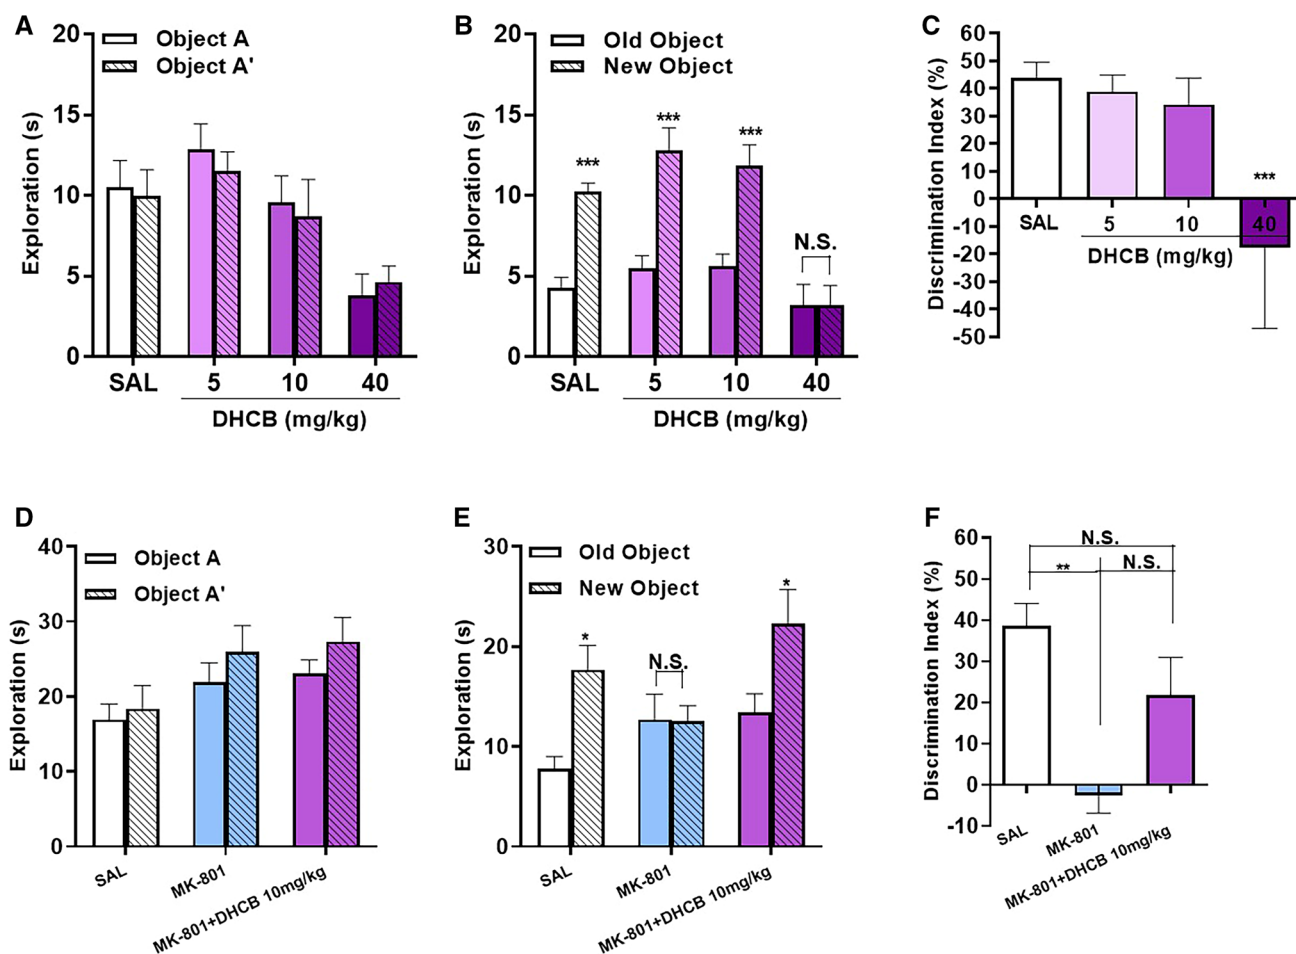 A
20
15
10
5
0
Exploration (s)
Object A
Object A'
SAL
5
10
40
DHCB (mg/kg)
B
20
15
10
5
0
Exploration (s)
Old Object
New Object
***
***
***
N.S.
SAL
5
10
40
DHCB (mg/kg)
C
60
50
40
30
20
10
0
-10
-20
-30
-40
-50
Discrimination Index (%)
***
SAL
5
10
40
DHCB (mg/kg)
D
40
30
20
10
0
Exploration (s)
Object A
Object A'
SAL
MK-801
MK-801+DHCB 10mg/kg
E
30
20
10
0
Exploration (s)
Old Object
New Object
*
N.S.
*
SAL
MK-801
MK-801+DHCB 10mg/kg
F
60
50
40
30
20
10
0
-10
Discrimination Index (%)
N.S.
**
N.S.
SAL
MK-801
MK-801+DHCB 10mg/kg